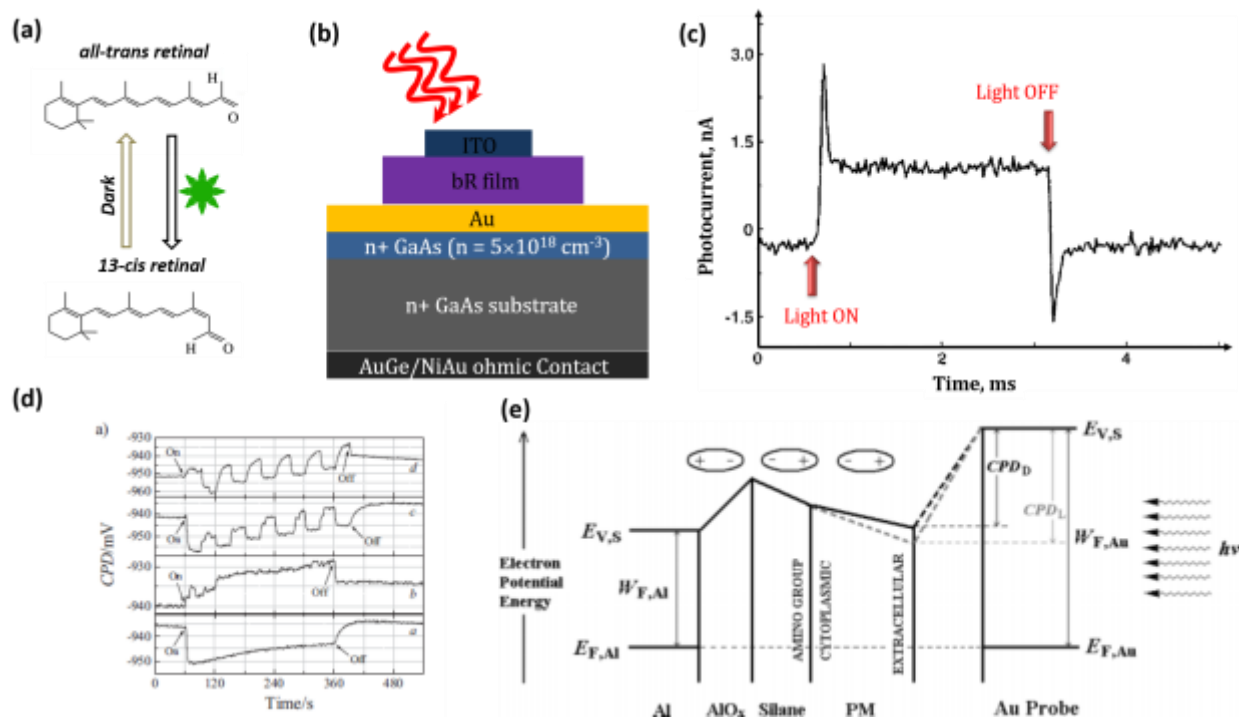 (a)
all-trans retinal
H
O
Dark
13-cis retinal
H
O
(b)
ITO
bR film
Au
n+ GaAs (n = 5×10¹⁸ cm⁻³)
n+ GaAs substrate
AuGe/NiAu ohmic Contact
(c)
Photocurrent, nA
3.0
1.5
0
-1.5
Light ON
Light OFF
0
2
4
Time, ms
(d)
a)
CPD/mV
-930
-950
-960
On
Off
d
-940
-950
On
Off
c
-930
-940
On
Off
b
-940
-950
On
Off
a
0 120 240 360 480
Time/s
(e)
Electron
Potential
Energy
E_V,S
W_F,Al
E_F,Al
+ -
+ -
- +
AMINO GROUP
CYTOPLASMIC
EXTRACELLULAR
CPD_D
CPD_L
E_V,S
W_F,Au
E_F,Au
hν
Al AlOₓ Silane PM Au Probe